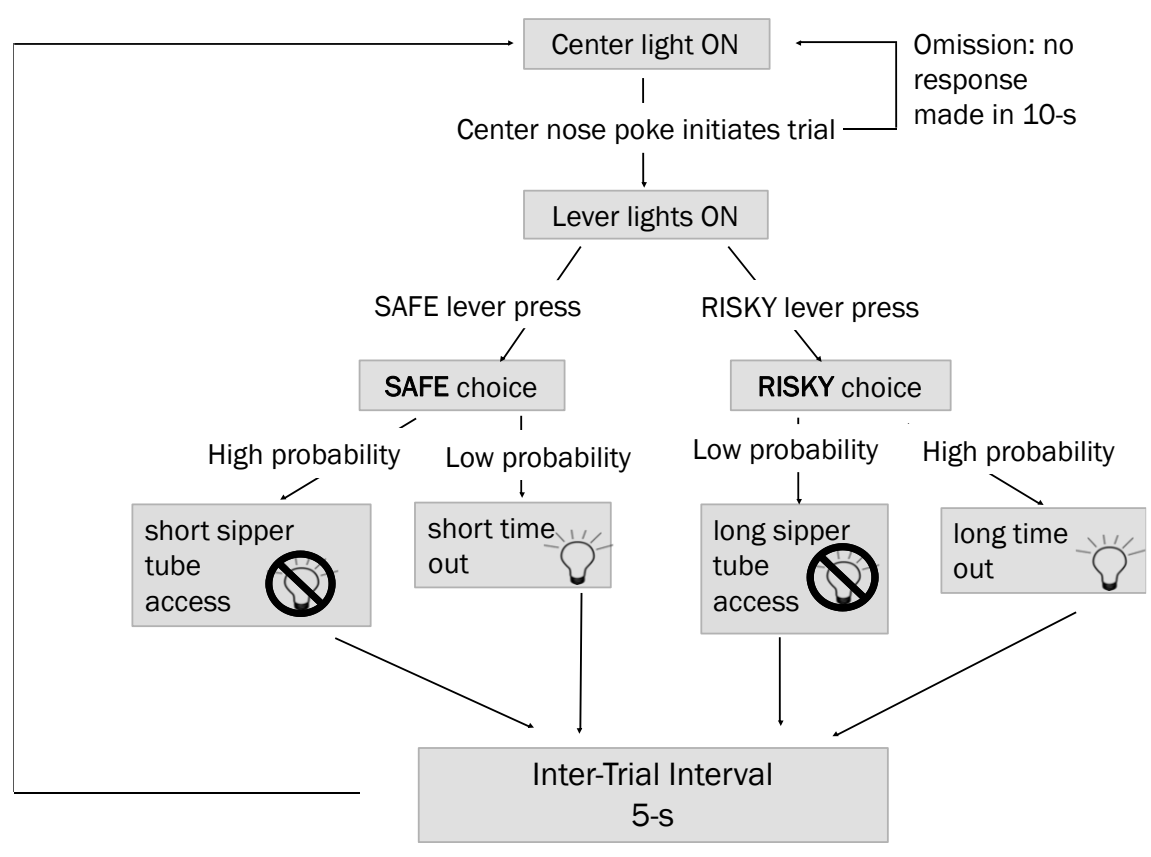 Center light ON
Omission: no
response
made in 10-s
Center nose poke initiates trial
Lever lights ON
SAFE lever press
RISKY lever press
SAFE choice
RISKY choice
High probability
Low probability
Low probability
High probability
short sipper
tube
access
short time
out
long sipper
tube
access
long time
out
Inter-Trial Interval
5-s